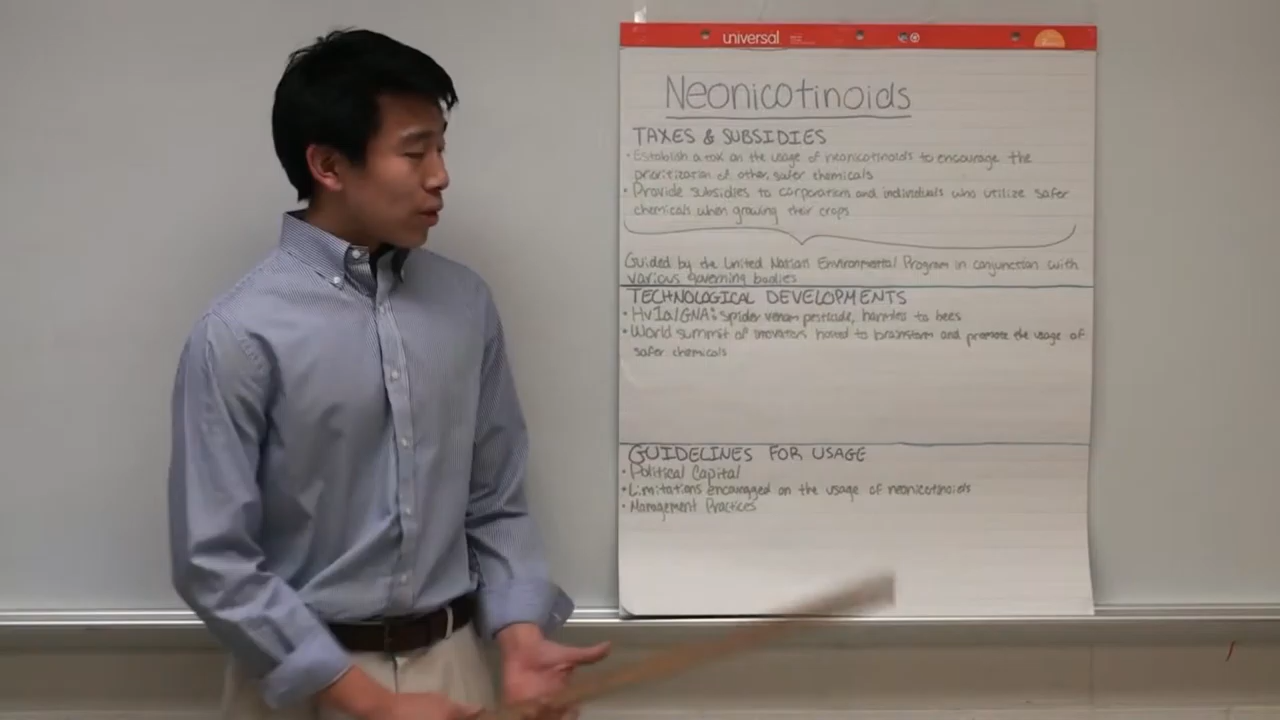 universal
Neonicotinoids
TAXES & SUBSIDIES
• Establish a tax on the usage of neonicotinoids to encourage the
prioritization of other, safer chemicals
• Provide subsidies to corporations and individuals who utilize safer
chemicals when growing their crops
Guided by the United Nations Environmental Program in conjunction with
various governing bodies
TECHNOLOGICAL DEVELOPMENTS
• Hv1a/GNA: spider venom pesticide, harmless to bees
• World summit of innovators hosted to brainstorm and promote the usage of
safer chemicals
GUIDELINES FOR USAGE
• Political Capital
• Limitations encouraged on the usage of neonicotinoids
• Management Practices